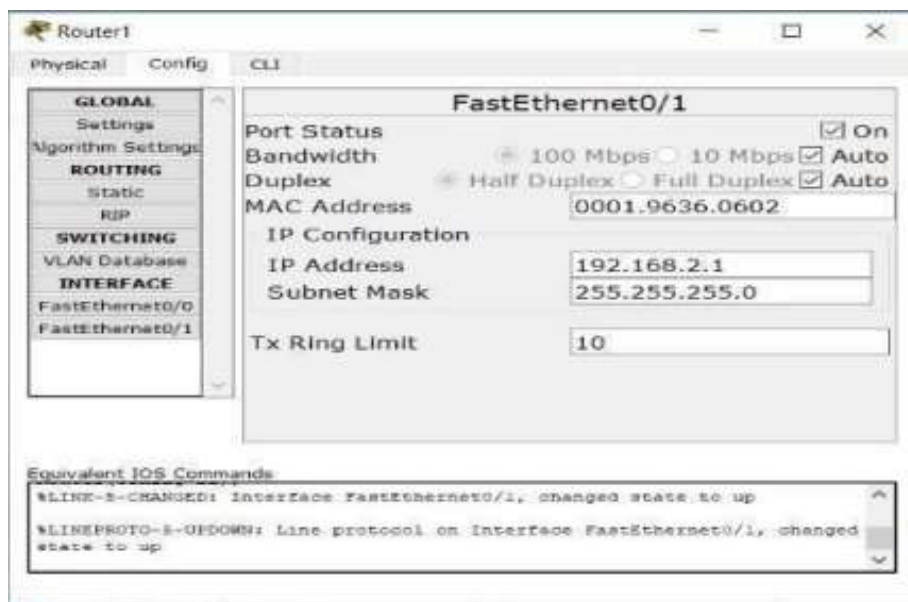 Router1
Physical Config CLI
GLOBAL
Settings
Algorithm Settings
ROUTING
Static
RIP
SWITCHING
VLAN Database
INTERFACE
FastEthernet0/0
FastEthernet0/1
FastEthernet0/1
Port Status On
Bandwidth 100 Mbps 10 Mbps Auto
Duplex Half Duplex Full Duplex Auto
MAC Address 0001.9636.0602
IP Configuration
IP Address 192.168.2.1
Subnet Mask 255.255.255.0
Tx Ring Limit 10
Equivalent IOS Commands
%LINK-5-CHANGED: Interface FastEthernet0/1, changed state to up
%LINEPROTO-5-UPDOWN: Line protocol on Interface FastEthernet0/1, changed
state to up